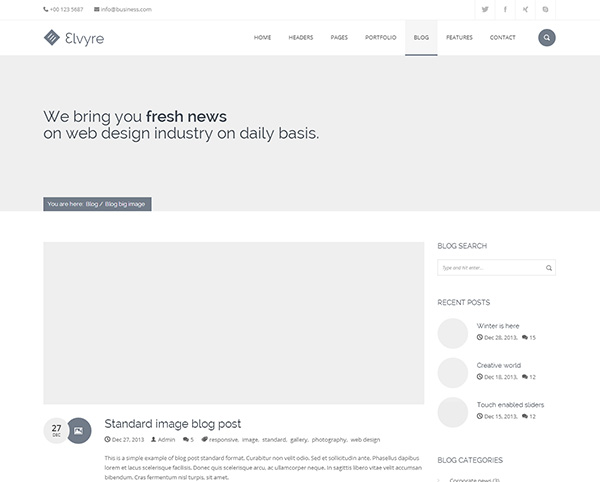 +00 123 5687 info@business.com
Elvyre
HOME HEADERS PAGES PORTFOLIO BLOG FEATURES CONTACT
We bring you fresh news
on web design industry on daily basis.
You are here: Blog / Blog big image
BLOG SEARCH
Type and hit enter...
RECENT POSTS
Winter is here
Dec 28, 2013, 15
Creative world
Dec 18, 2013, 12
Touch enabled sliders
Dec 15, 2013, 12
BLOG CATEGORIES
Corporate news (3)
27
DEC
Standard image blog post
Dec 27, 2013 Admin 5 responsive, image, standard, gallery, photography, web design
This is a simple example of blog post standard format. Curabitur non velit odio. Sed et sollicitudin ante. Phasellus dapibus
lorem et lacus scelerisque facilisis. Donec quis scelerisque arcu, ac ullamcorper neque. In sagittis libero vitae velit accumsan
bibendum. Cras fermentum nisl turpis, sit amet.